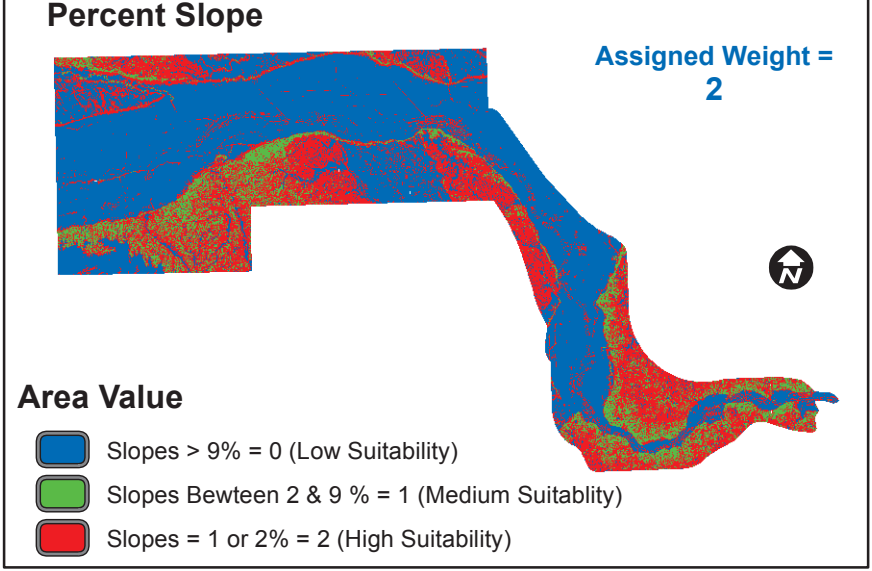 Percent Slope
Assigned Weight =
2
N
Area Value
Slopes > 9% = 0 (Low Suitability)
Slopes Bewteen 2 & 9 % = 1 (Medium Suitablity)
Slopes = 1 or 2% = 2 (High Suitability)